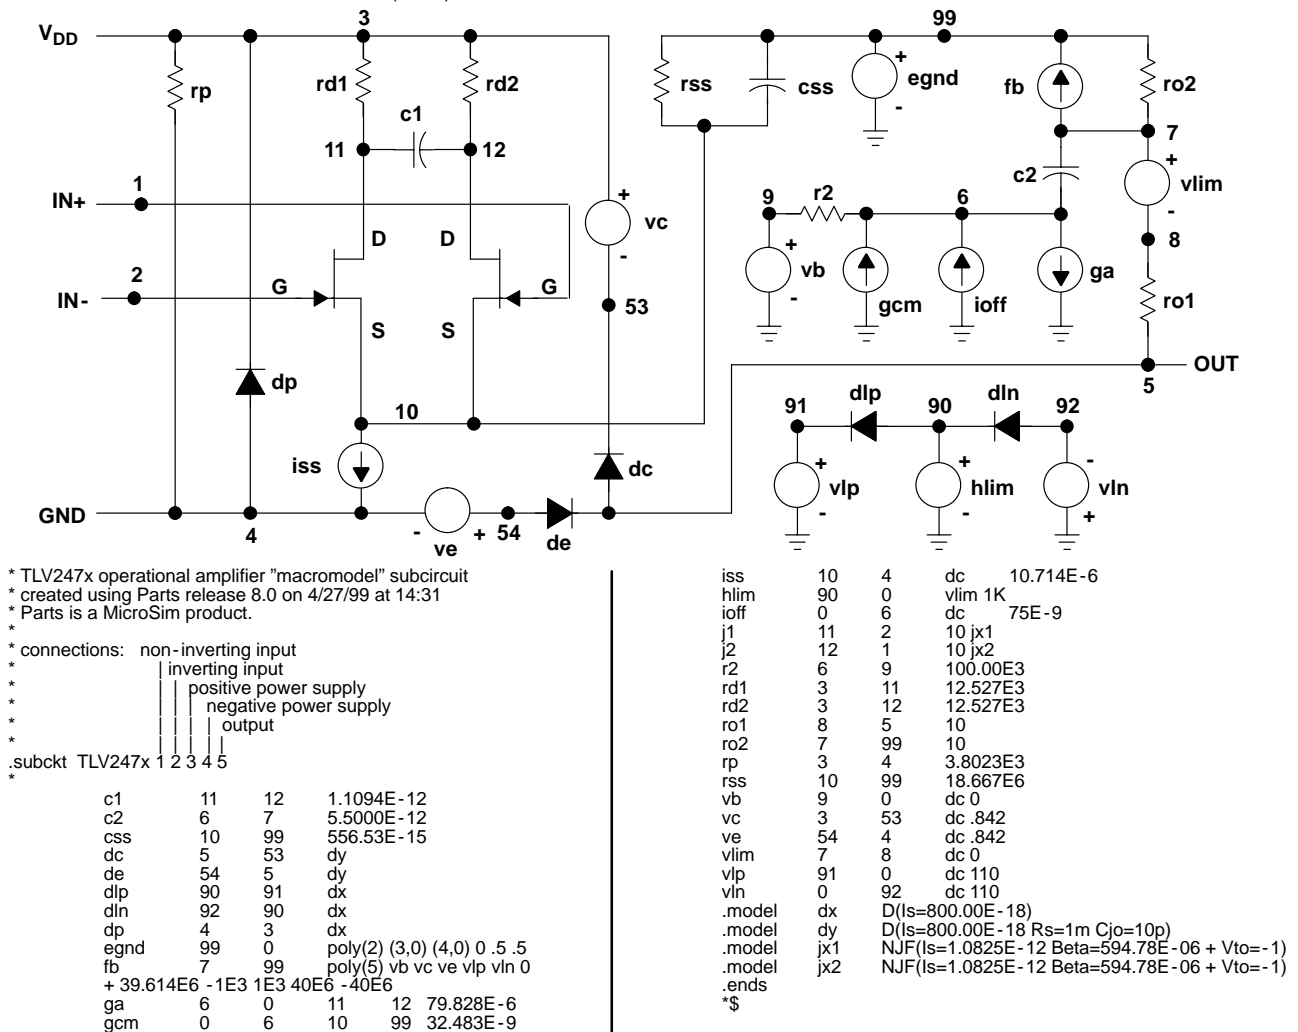 V_DD
3
99
rp
rd1
rd2
c1
11
12
rss
css
+
egnd
-
fb
ro2
7
c2
+
vlim
-
8
ro1
IN+
1
IN-
2
D
D
G
G
S
S
+
vc
-
53
9
r2
6
+
vb
-
gcm
ioff
ga
OUT
5
dp
10
iss
dc
GND
4
-
ve
+
54
de
91
dlp
90
dln
92
+
vlp
-
+
hlim
-
-
vln
+
* TLV247x operational amplifier ”macromodel” subcircuit
* created using Parts release 8.0 on 4/27/99 at 14:31
* Parts is a MicroSim product.
*
* connections: non-inverting input
* | inverting input
* | | positive power supply
* | | | negative power supply
* | | | | output
* | | | | |
.subckt TLV247x 1 2 3 4 5
*
c1 11 12 1.1094E-12
c2 6 7 5.5000E-12
css 10 99 556.53E-15
dc 5 53 dy
de 54 5 dy
dlp 90 91 dx
dln 92 90 dx
dp 4 3 dx
egnd 99 0 poly(2) (3,0) (4,0) 0 .5 .5
fb 7 99 poly(5) vb vc ve vlp vln 0
+ 39.614E6 -1E3 1E3 40E6 -40E6
ga 6 0 11 12 79.828E-6
gcm 0 6 10 99 32.483E-9
iss 10 4 dc 10.714E-6
hlim 90 0 vlim 1K
ioff 0 6 dc 75E-9
j1 11 2 10 jx1
j2 12 1 10 jx2
r2 6 9 100.00E3
rd1 3 11 12.527E3
rd2 3 12 12.527E3
ro1 8 5 10
ro2 7 99 10
rp 3 4 3.8023E3
rss 10 99 18.667E6
vb 9 0 dc 0
vc 3 53 dc .842
ve 54 4 dc .842
vlim 7 8 dc 0
vlp 91 0 dc 110
vln 0 92 dc 110
.model dx D(Is=800.00E-18)
.model dy D(Is=800.00E-18 Rs=1m Cjo=10p)
.model jx1 NJF(Is=1.0825E-12 Beta=594.78E-06 + Vto=-1)
.model jx2 NJF(Is=1.0825E-12 Beta=594.78E-06 + Vto=-1)
.ends
*$